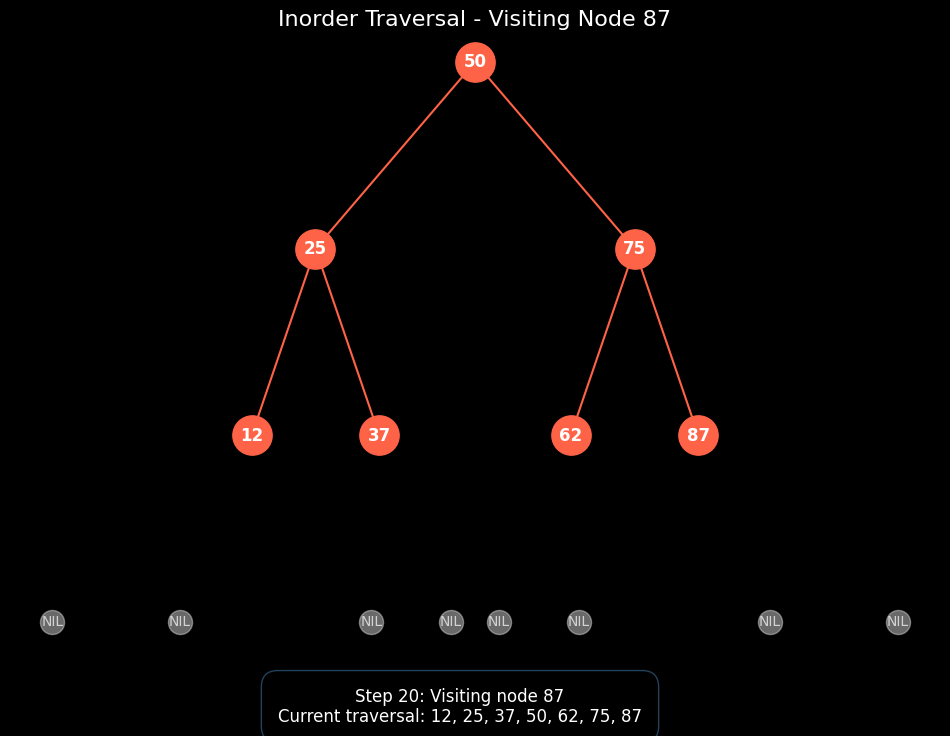 Inorder Traversal - Visiting Node 87
50
25
75
12
37
62
87
NIL
NIL
NIL
NIL
NIL
NIL
NIL
NIL
Step 20: Visiting node 87
Current traversal: 12, 25, 37, 50, 62, 75, 87